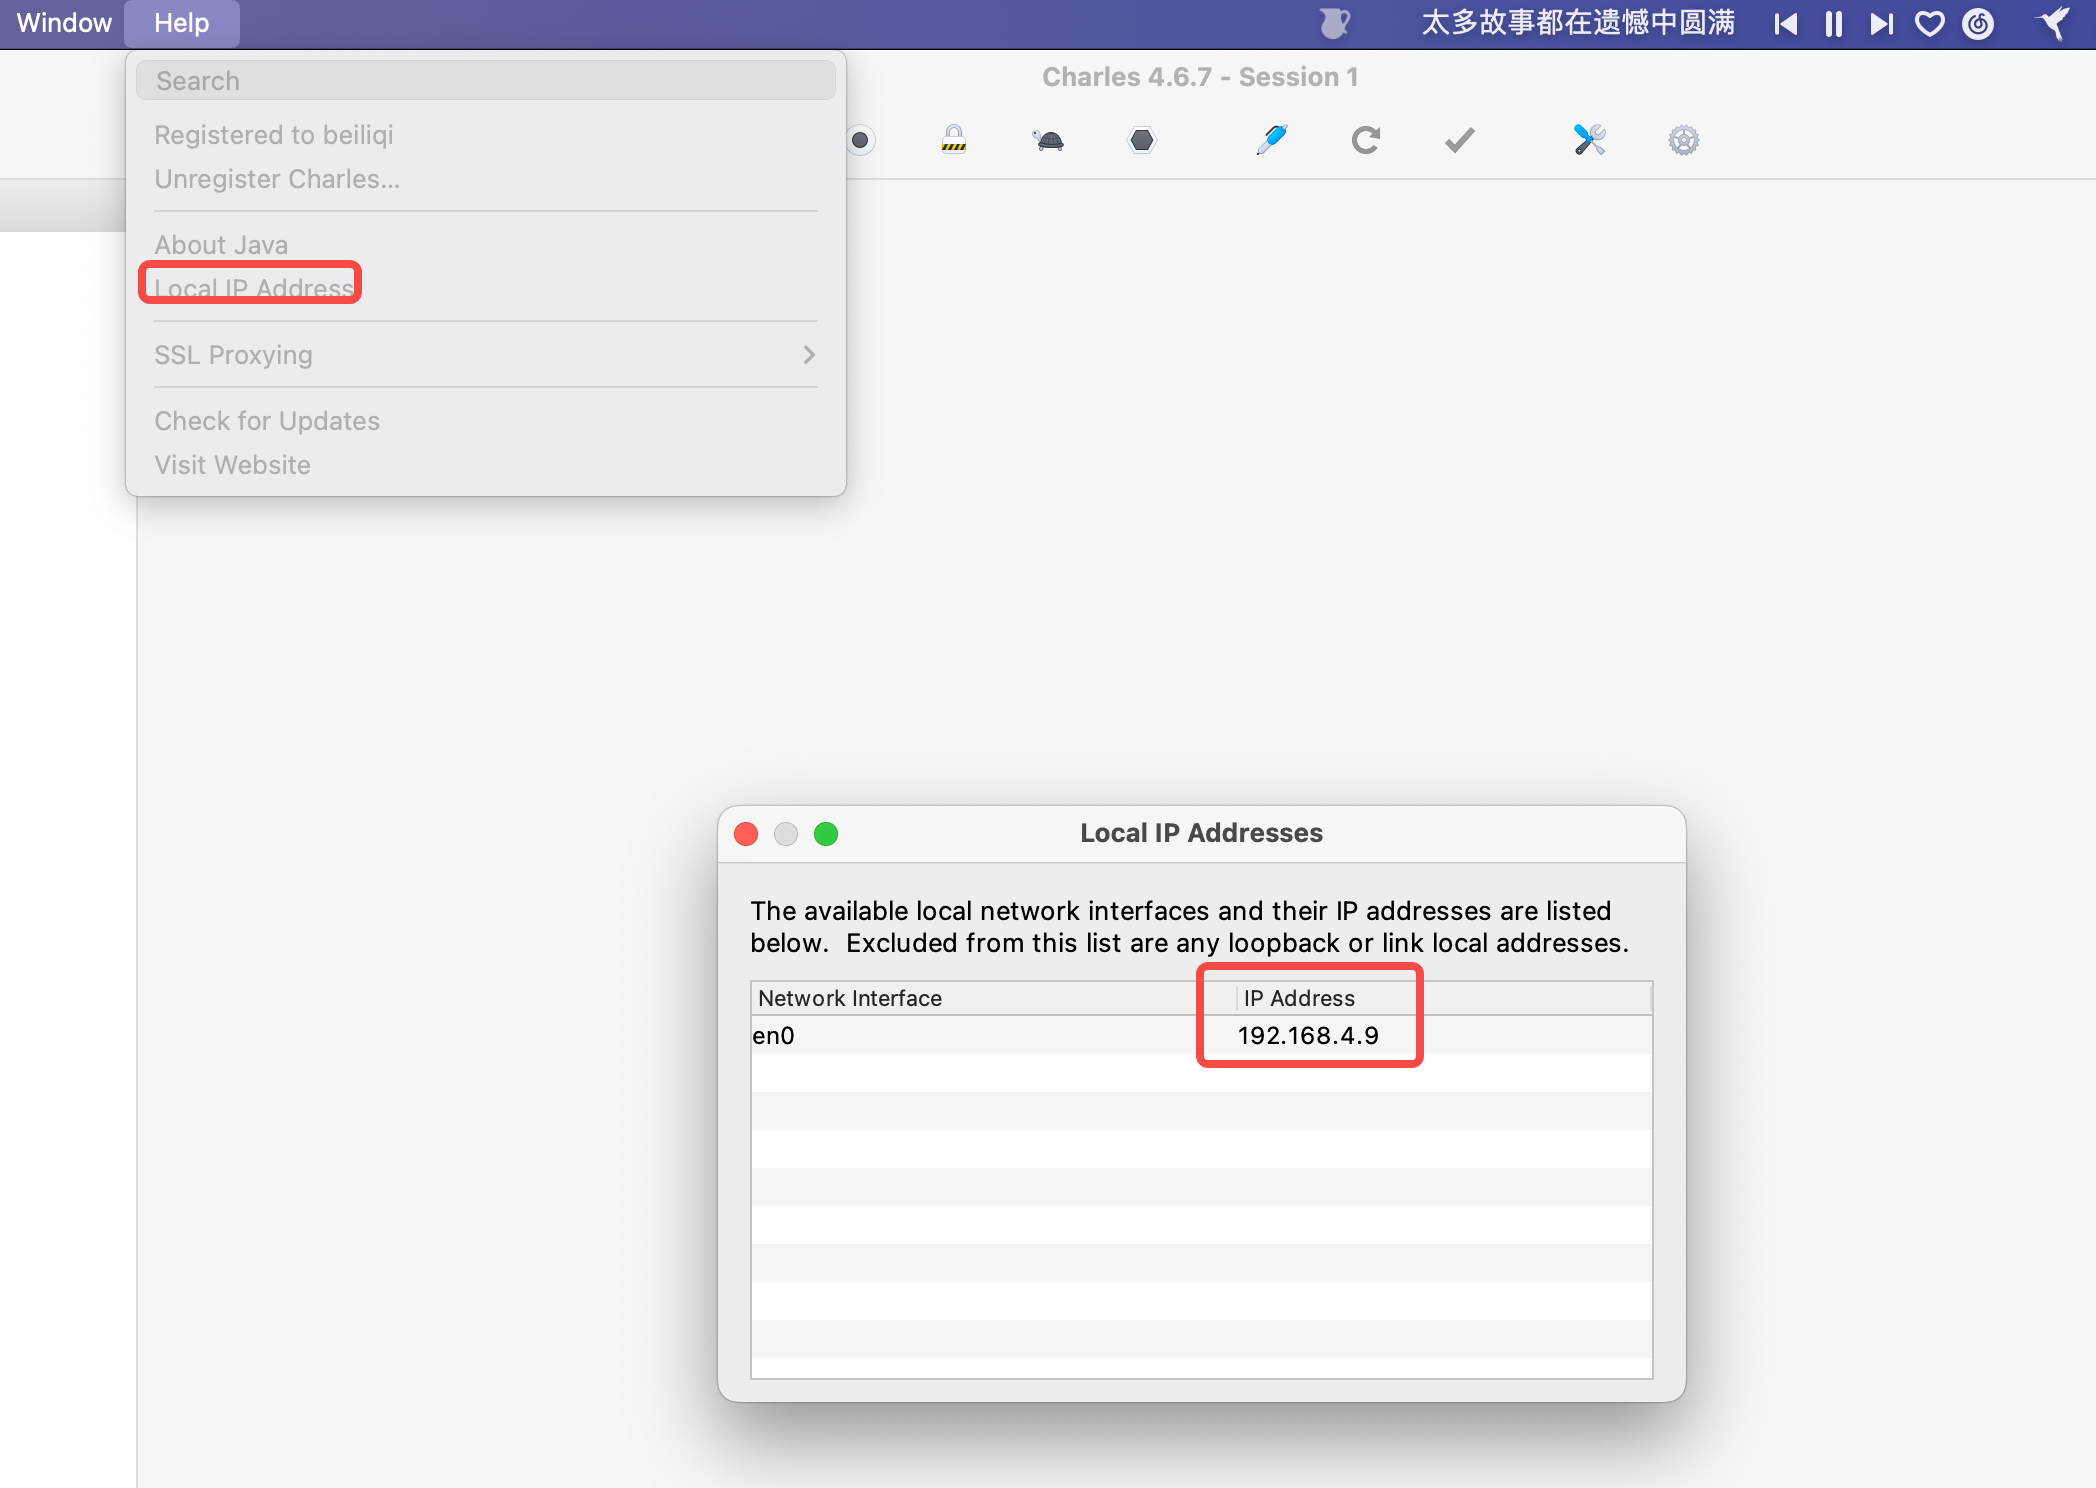 Window Help
太多故事都在遗憾中圆满
Search
Charles 4.6.7 - Session 1
Registered to beiliqi
Unregister Charles...
About Java
Local IP Address
SSL Proxying
Check for Updates
Visit Website
Local IP Addresses
The available local network interfaces and their IP addresses are listed
below. Excluded from this list are any loopback or link local addresses.
Network Interface IP Address
en0 192.168.4.9